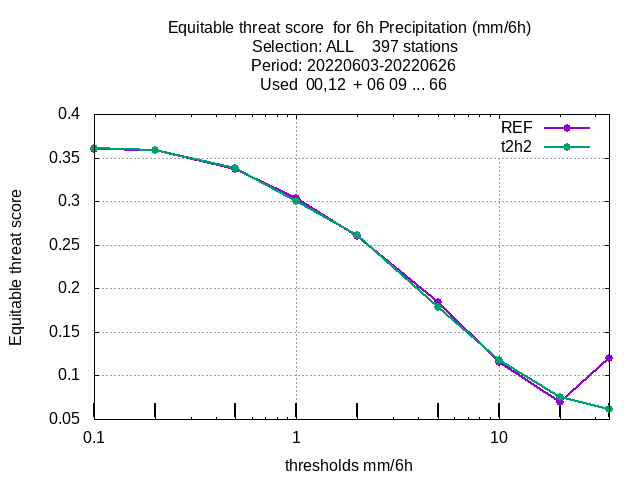 Equitable threat score  for 6h Precipitation (mm/6h)
Selection: ALL    397 stations
Period: 20220603-20220626
Used  00,12  + 06 09 ... 66
REF
t2h2
Equitable threat score
0.4
0.35
0.3
0.25
0.2
0.15
0.1
0.05
0.1 1 10
thresholds mm/6h